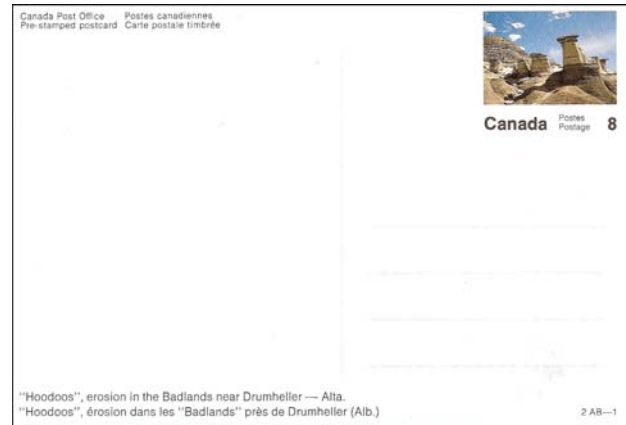 Canada Post Office Postes canadiennes
Pre-stamped postcard Carte postale timbrée
Canada Postes Postage 8
"Hoodoos", erosion in the Badlands near Drumheller — Alta.
"Hoodoos", érosion dans les "Badlands" près de Drumheller (Alb.)
2 AB—1